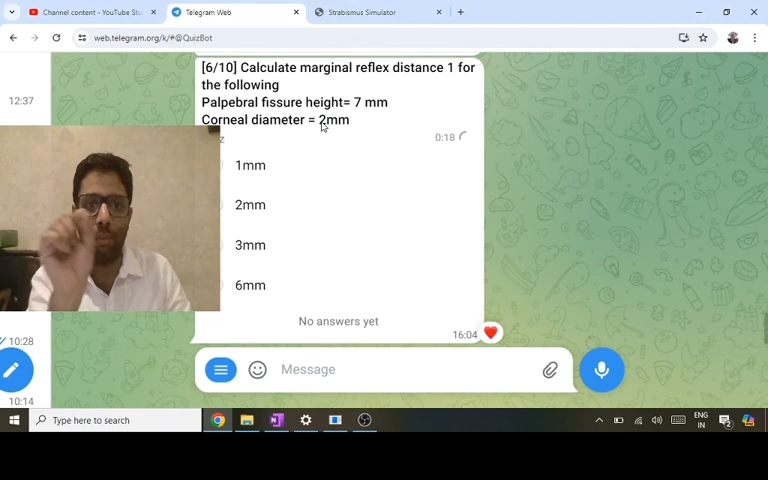 Channel content - YouTube Stu
Telegram Web
Strabismus Simulator
web.telegram.org/k/#@QuizBot
12:37
[6/10] Calculate marginal reflex distance 1 for
the following
Palpebral fissure height= 7 mm
Corneal diameter = 2mm
z
0:18
1mm
2mm
3mm
6mm
No answers yet
16:04
10:28
Message
10:14
Type here to search
ENG
IN
2